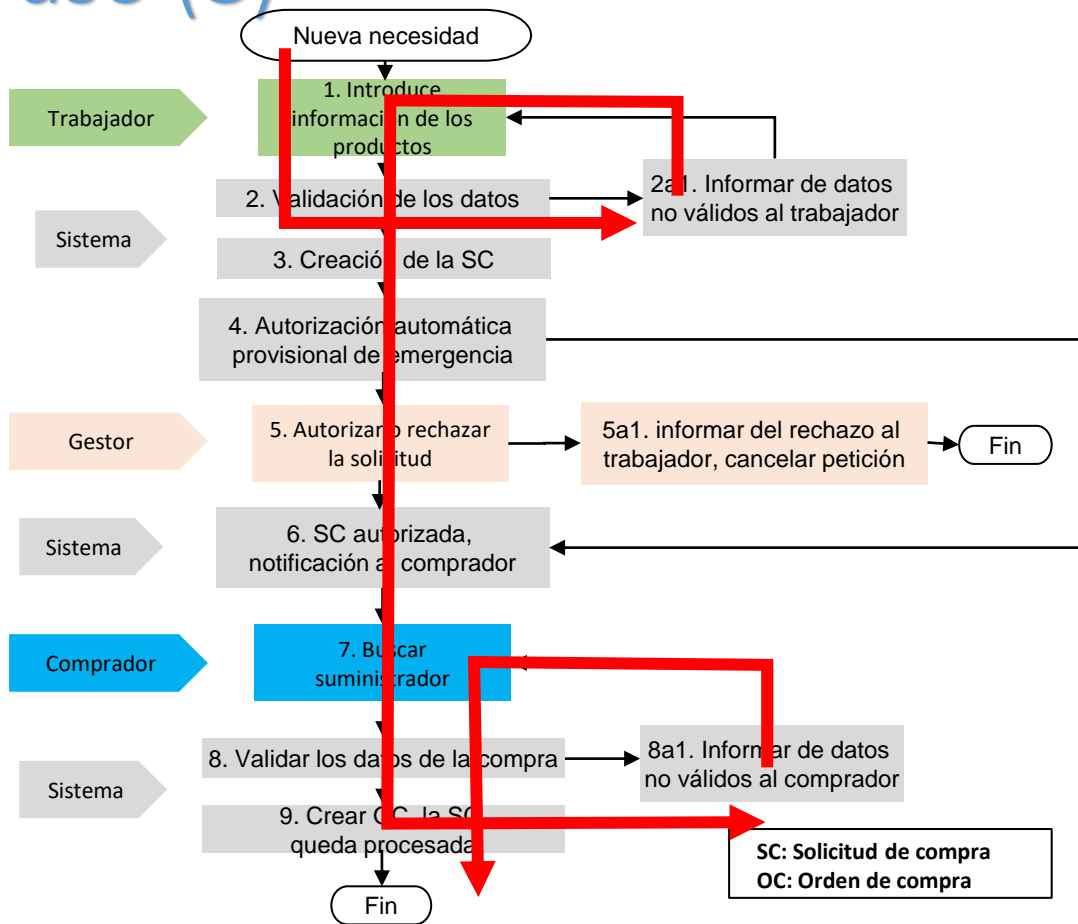 uso (3)
Nueva necesidad
Trabajador
1. Introduce
información de los
productos
2. Validación de los datos
2a1. Informar de datos
no válidos al trabajador
Sistema
3. Creación de la SC
4. Autorización automática
provisional de emergencia
Gestor
5. Autorizar o rechazar
la solicitud
5a1. informar del rechazo al
trabajador, cancelar petición
Fin
Sistema
6. SC autorizada,
notificación al comprador
Comprador
7. Buscar
suministrador
Sistema
8. Validar los datos de la compra
8a1. Informar de datos
no válidos al comprador
9. Crear OC, la SC
queda procesada
SC: Solicitud de compra
OC: Orden de compra
Fin